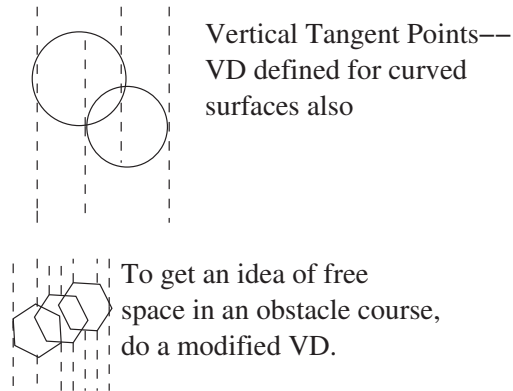 Vertical Tangent Points−−
VD defined for curved
surfaces also
To get an idea of free
space in an obstacle course,
do a modified VD.